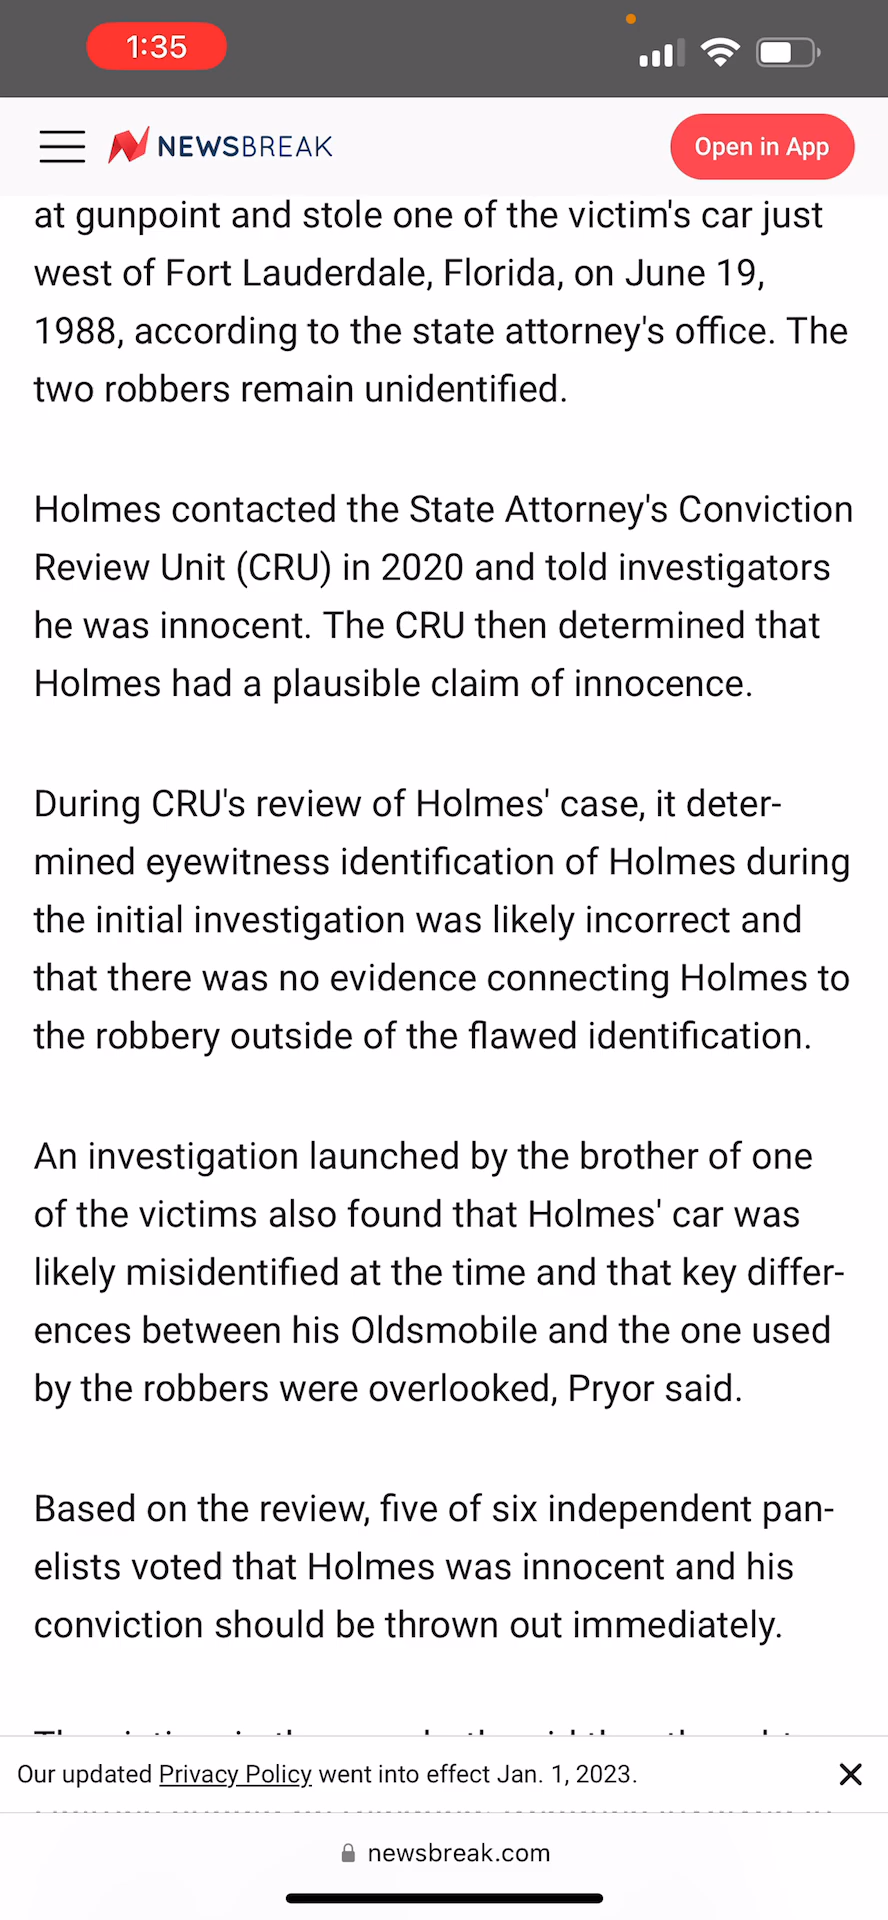 1:35
NEWSBREAK
Open in App
at gunpoint and stole one of the victim's car just
west of Fort Lauderdale, Florida, on June 19,
1988, according to the state attorney's office. The
two robbers remain unidentified.
Holmes contacted the State Attorney's Conviction
Review Unit (CRU) in 2020 and told investigators
he was innocent. The CRU then determined that
Holmes had a plausible claim of innocence.
During CRU's review of Holmes' case, it deter-
mined eyewitness identification of Holmes during
the initial investigation was likely incorrect and
that there was no evidence connecting Holmes to
the robbery outside of the flawed identification.
An investigation launched by the brother of one
of the victims also found that Holmes' car was
likely misidentified at the time and that key differ-
ences between his Oldsmobile and the one used
by the robbers were overlooked, Pryor said.
Based on the review, five of six independent pan-
elists voted that Holmes was innocent and his
conviction should be thrown out immediately.
Our updated Privacy Policy went into effect Jan. 1, 2023.
newsbreak.com